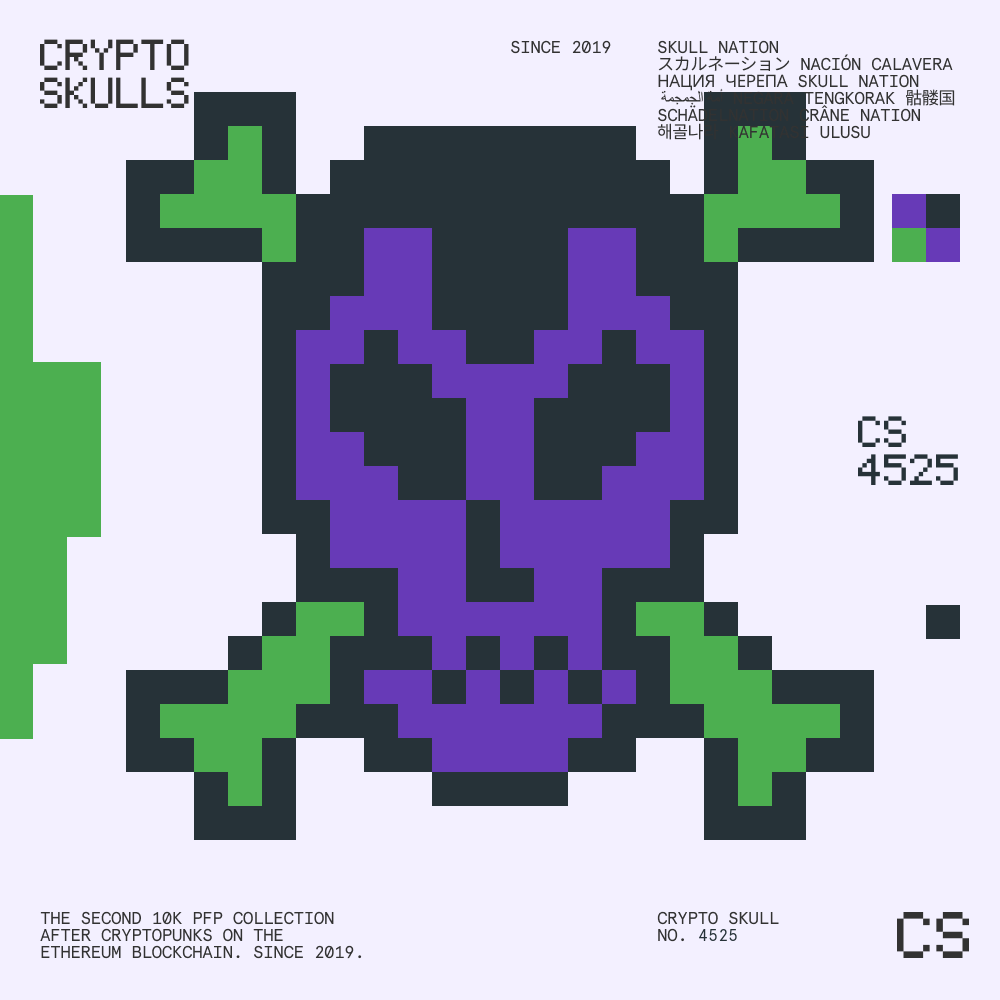 CRYPTO
SKULLS
SINCE 2019
SKULL NATION
スカルネーション NACIÓN CALAVERA
НАЦИЯ ЧЕРЕПА SKULL NATION
TENGKORAK 骷髅国
CRÂNE NATION
해골 ULUSU
CS
4525
THE SECOND 10K PFP COLLECTION
AFTER CRYPTOPUNKS ON THE
ETHEREUM BLOCKCHAIN. SINCE 2019.
CRYPTO SKULL
NO. 4525
CS